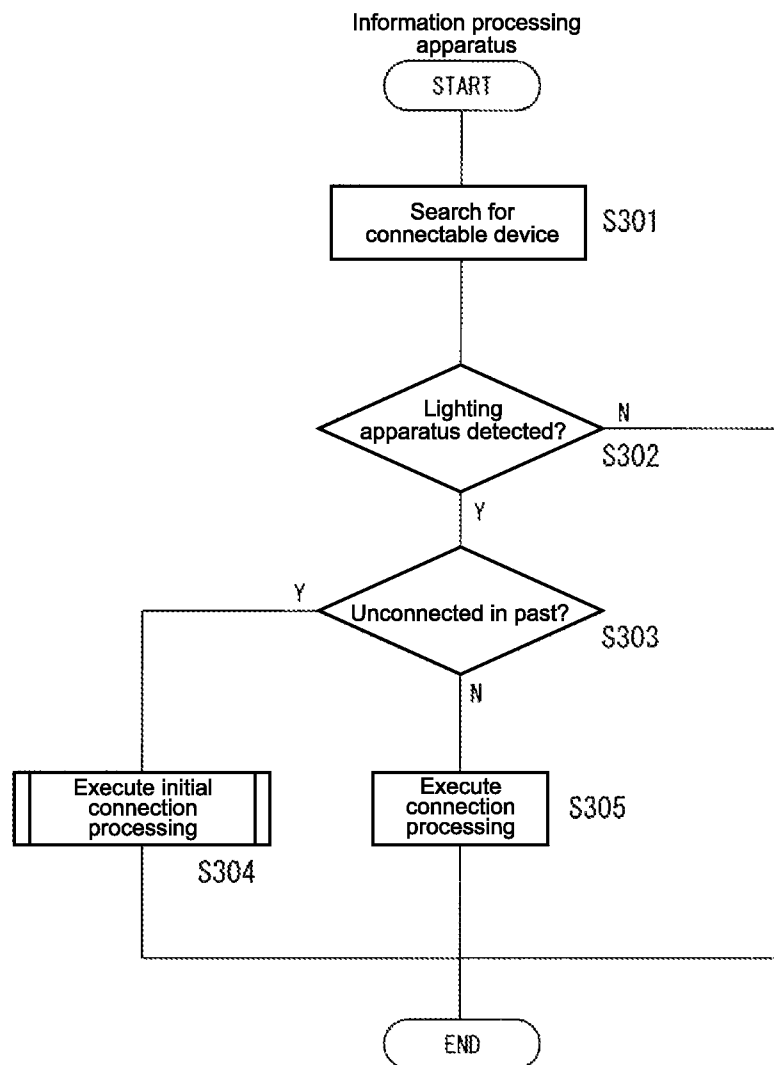 Information processing
apparatus
START
Search for
connectable device
S301
Lighting
apparatus detected?
N
S302
Y
Y
Unconnected in past?
S303
N
Execute initial
connection
processing
S304
Execute
connection
processing
S305
END